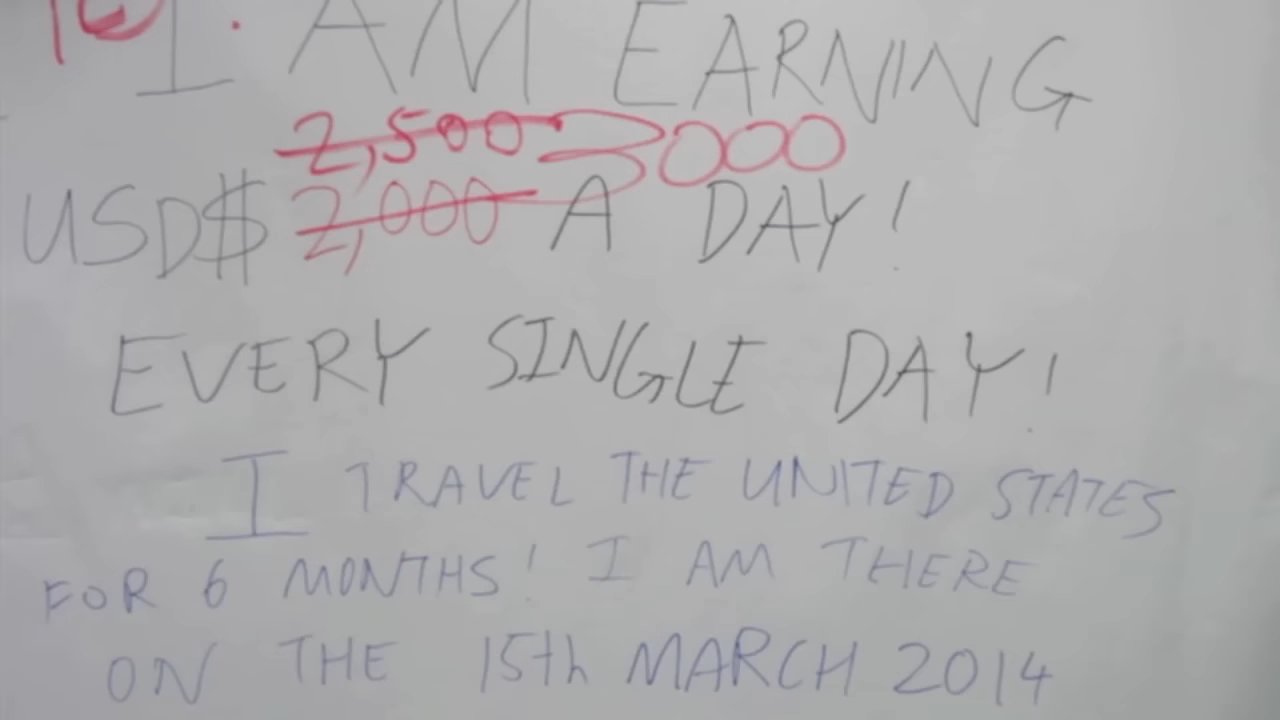 I AM EARNING
2,500 3000
USD$ 2,000 A DAY!
EVERY SINGLE DAY!
I TRAVEL THE UNITED STATES
FOR 6 MONTHS! I AM THERE
ON THE 15th MARCH 2014